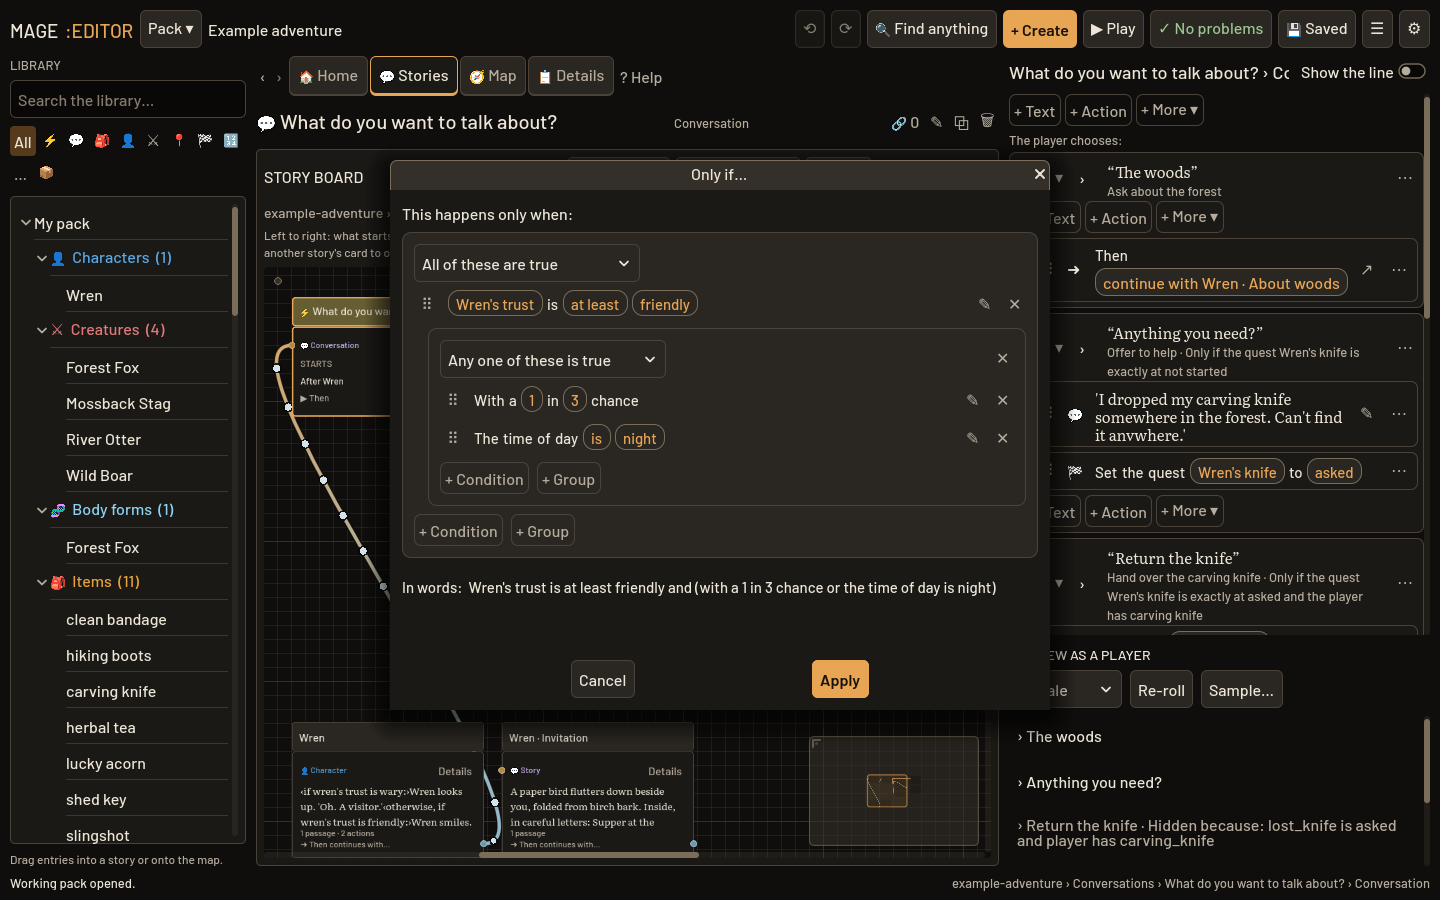 MAGE :EDITOR
Pack ▾
Example adventure
Find anything
+ Create
▶ Play
✓ No problems
Saved
LIBRARY
Search the library...
All
...
My pack
Characters (1)
Wren
Creatures (4)
Forest Fox
Mossback Stag
River Otter
Wild Boar
Body forms (1)
Forest Fox
Items (11)
clean bandage
hiking boots
carving knife
herbal tea
lucky acorn
shed key
slingshot
Drag entries into a story or onto the map.
Working pack opened.
‹ ›
Home
Stories
Map
Details
? Help
What do you want to talk about?
Conversation
0
STORY BOARD
example-adventure ›
Left to right: what starts
another story's card to o
What do you wa
Conversation
STARTS
After Wren
▶ Then
Only if...
✕
This happens only when:
All of these are true
Wren's trust is at least friendly
Any one of these is true
With a 1 in 3 chance
The time of day is night
+ Condition
+ Group
+ Condition
+ Group
In words: Wren's trust is at least friendly and (with a 1 in 3 chance or the time of day is night)
Cancel
Apply
Wren
Character
Details
‹if wren's trust is wary:›Wren looks
up. 'Oh. A visitor.'‹otherwise, if
wren's trust is friendly:›Wren smiles.
1 passage · 2 actions
→ Then continues with...
Wren · Invitation
Story
Details
A paper bird flutters down beside
you, folded from birch bark. Inside,
in careful letters: Supper at the
1 passage
→ Then continues with...
What do you want to talk about? › Co
Show the line
+ Text
+ Action
+ More ▾
The player chooses:
“The woods”
Ask about the forest
Text
+ Action
+ More ▾
Then
continue with Wren · About woods
“Anything you need?”
Offer to help · Only if the quest Wren's knife is
exactly at not started
'I dropped my carving knife
somewhere in the forest. Can't find
it anywhere.'
Set the quest Wren's knife to asked
Text
+ Action
+ More ▾
“Return the knife”
Hand over the carving knife · Only if the quest
Wren's knife is exactly at asked and the player
has carving knife
EW AS A PLAYER
ale
Re-roll
Sample...
› The woods
› Anything you need?
› Return the knife · Hidden because: lost_knife is asked
and player has carving_knife
example-adventure › Conversations › What do you want to talk about? › Conversation